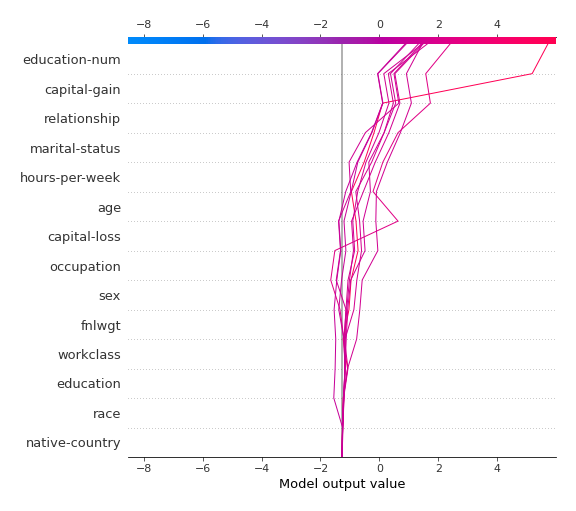 −8 −6 −4 −2 0 2 4
education-num
capital-gain
relationship
marital-status
hours-per-week
age
capital-loss
occupation
sex
fnlwgt
workclass
education
race
native-country
−8 −6 −4 −2 0 2 4
Model output value